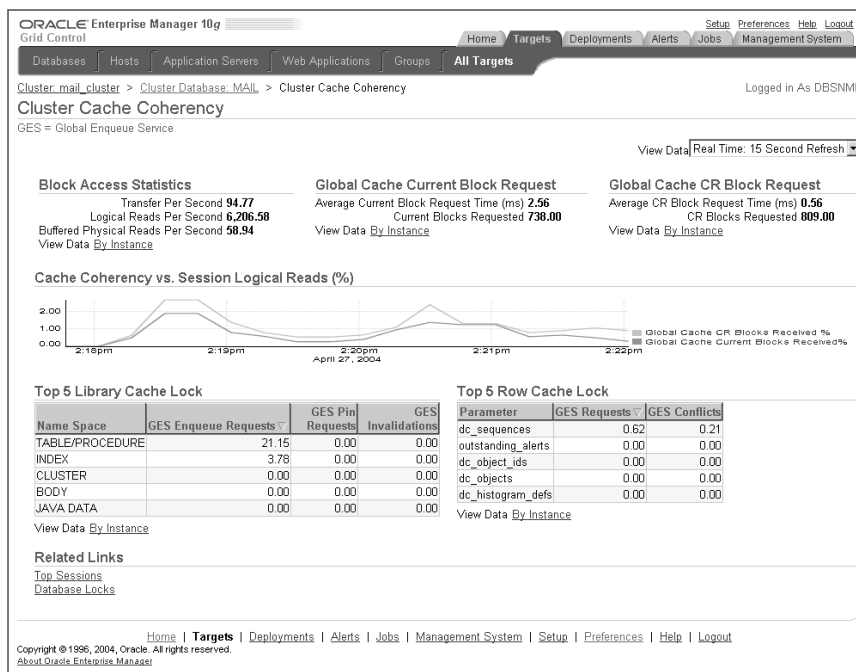 ORACLE Enterprise Manager 10g
Grid Control
Setup Preferences Help Logout
Home Targets Deployments Alerts Jobs Management System
Databases Hosts Application Servers Web Applications Groups All Targets
Cluster: mail_cluster > Cluster Database: MAIL > Cluster Cache Coherency
Logged in As DBSNM
Cluster Cache Coherency
GES = Global Enqueue Service
View Data Real Time: 15 Second Refresh
Block Access Statistics
Transfer Per Second 94.77
Logical Reads Per Second 6,206.58
Buffered Physical Reads Per Second 58.94
View Data By Instance
Global Cache Current Block Request
Average Current Block Request Time (ms) 2.56
Current Blocks Requested 738.00
View Data By Instance
Global Cache CR Block Request
Average CR Block Request Time (ms) 0.56
CR Blocks Requested 809.00
View Data By Instance
Cache Coherency vs. Session Logical Reads (%)
2.00
1.00
0.00
2:18pm 2:19pm 2:20pm 2:21pm 2:22pm
April 27, 2004
Global Cache CR Blocks Received %
Global Cache Current Blocks Received%
Top 5 Library Cache Lock
Name Space GES Enqueue Requests GES Pin Requests GES Invalidations
TABLE/PROCEDURE 21.15 0.00 0.00
INDEX 3.78 0.00 0.00
CLUSTER 0.00 0.00 0.00
BODY 0.00 0.00 0.00
JAVA DATA 0.00 0.00 0.00
View Data By Instance
Top 5 Row Cache Lock
Parameter GES Requests GES Conflicts
dc_sequences 0.62 0.21
outstanding_alerts 0.00 0.00
dc_object_ids 0.00 0.00
dc_objects 0.00 0.00
dc_histogram_defs 0.00 0.00
View Data By Instance
Related Links
Top Sessions
Database Locks
Home | Targets | Deployments | Alerts | Jobs | Management System | Setup | Preferences | Help | Logout
Copyright © 1996, 2004, Oracle. All rights reserved.
About Oracle Enterprise Manager